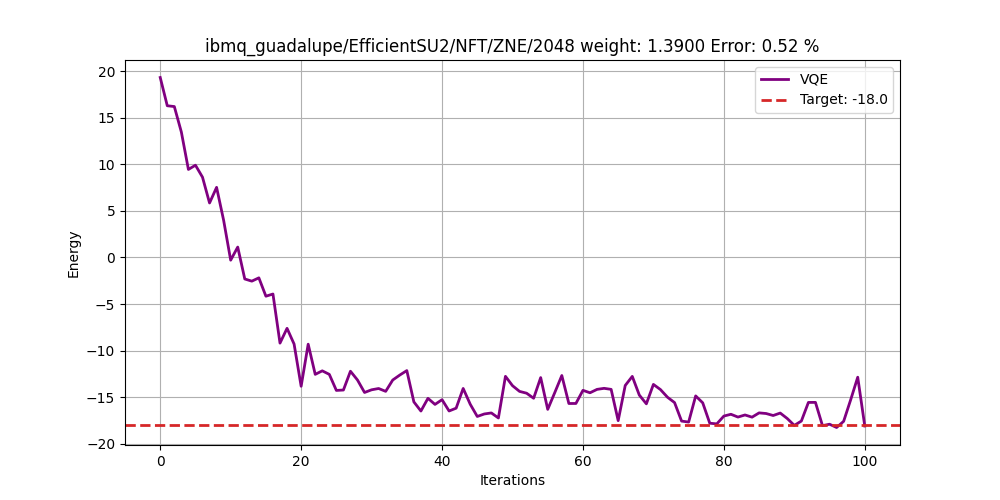 ibmq_guadalupe/EfficientSU2/NFT/ZNE/2048 weight: 1.3900 Error: 0.52 %
VQE
Target: -18.0
Energy
20
15
10
5
0
−5
−10
−15
−20
0 20 40 60 80 100
Iterations